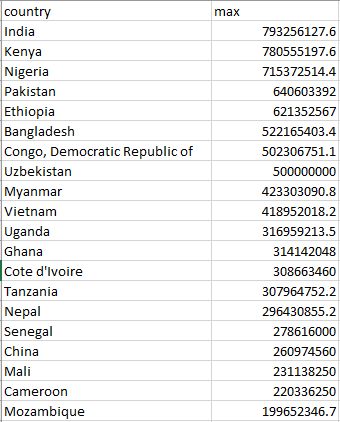 country max
India 793256127.6
Kenya 780555197.6
Nigeria 715372514.4
Pakistan 640603392
Ethiopia 621352567
Bangladesh 522165403.4
Congo, Democratic Republic of 502306751.1
Uzbekistan 500000000
Myanmar 423303090.8
Vietnam 418952018.2
Uganda 316959213.5
Ghana 314142048
Cote d'Ivoire 308663460
Tanzania 307964752.2
Nepal 296430855.2
Senegal 278616000
China 260974560
Mali 231138250
Cameroon 220336250
Mozambique 199652346.7